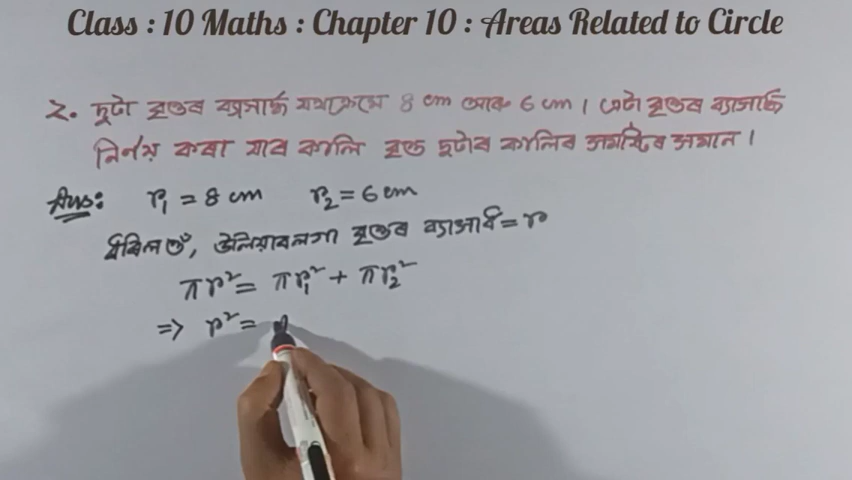 Class : 10 Maths : Chapter 10 : Areas Related to Circle
২. দুটা বৃত্তৰ ব্যাসাৰ্দ্ধ যথাক্ৰমে 8 cm আৰু 6 cm। এটা বৃত্তৰ ব্যাসাৰ্দ্ধ
নিৰ্ণয় কৰা যাৰ কালি বৃত্ত দুটাৰ কালিৰ সমষ্টিৰ সমান।
Ans: r₁ = 8 cm r₂ = 6 cm
ধৰিলওঁ, উলিয়াবলগা বৃত্তৰ ব্যাসাৰ্ধ = r
πr² = πr₁² + πr₂²
⇒ r² =